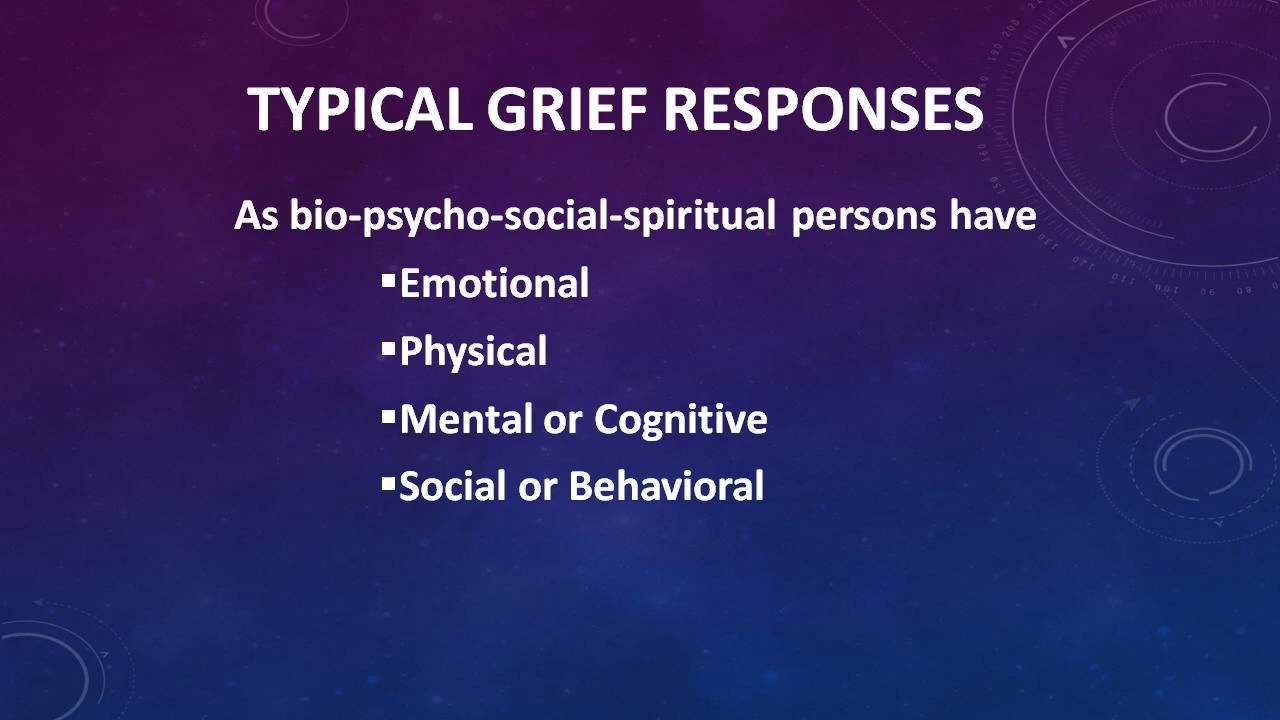 TYPICAL GRIEF RESPONSES
As bio-psycho-social-spiritual persons have
▪Emotional
▪Physical
▪Mental or Cognitive
▪Social or Behavioral